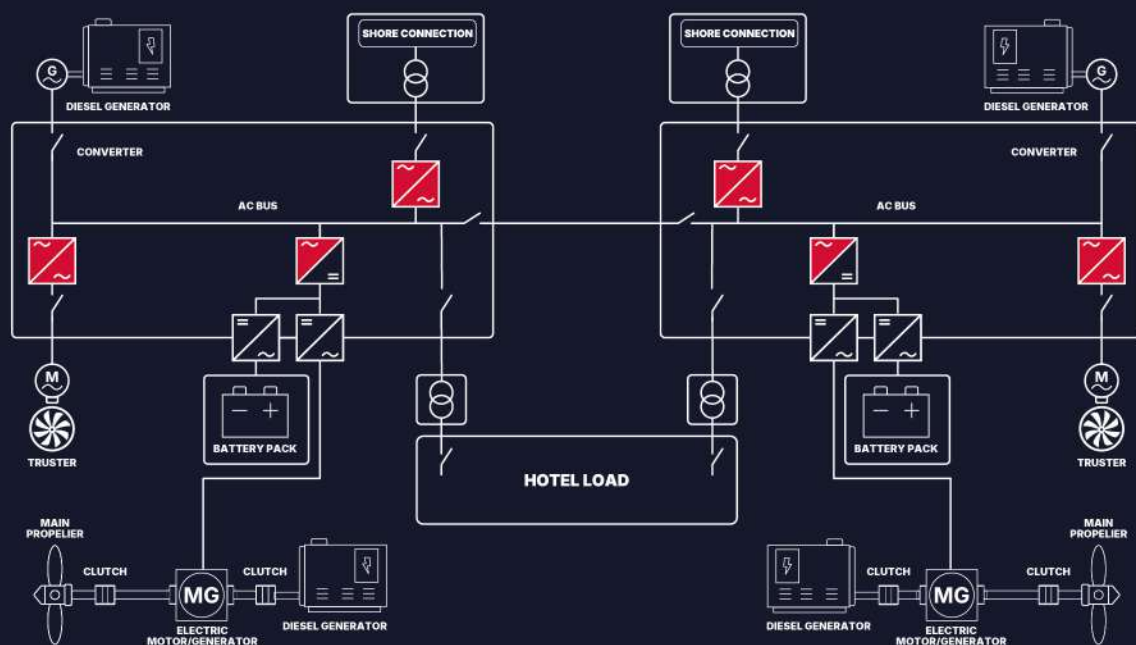 SHORE CONNECTION
SHORE CONNECTION
G
G
DIESEL GENERATOR
DIESEL GENERATOR
CONVERTER
CONVERTER
AC BUS
AC BUS
M
M
TRUSTER
BATTERY PACK
BATTERY PACK
TRUSTER
HOTEL LOAD
MAIN
PROPELIER
MAIN
PROPELIER
CLUTCH
CLUTCH
CLUTCH
CLUTCH
MG
MG
DIESEL GENERATOR
DIESEL GENERATOR
ELECTRIC
MOTOR/GENERATOR
ELECTRIC
MOTOR/GENERATOR